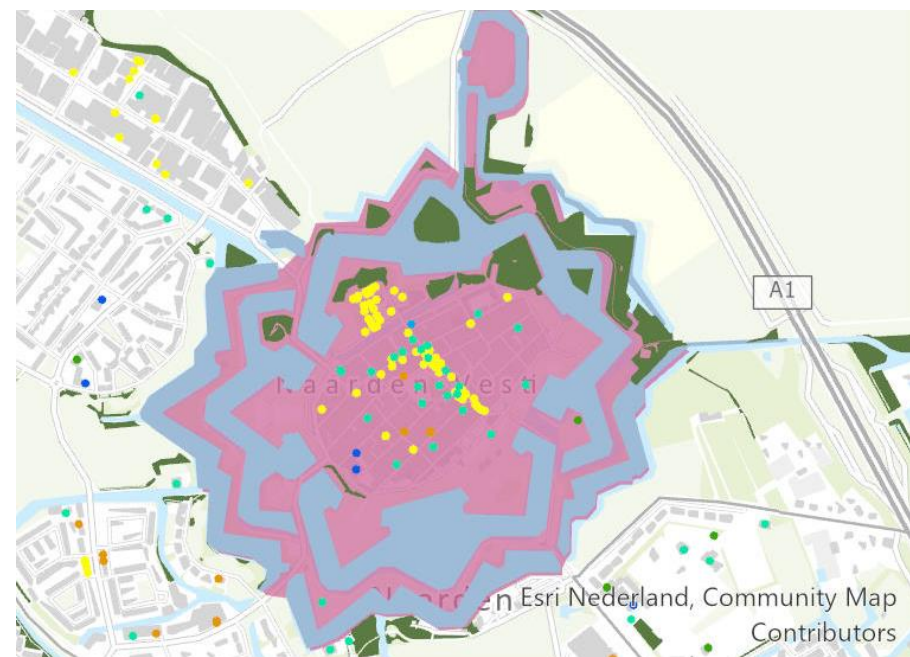 A1
Naarden-Vesting
Naarden
Esri Nederland, Community Map
Contributors